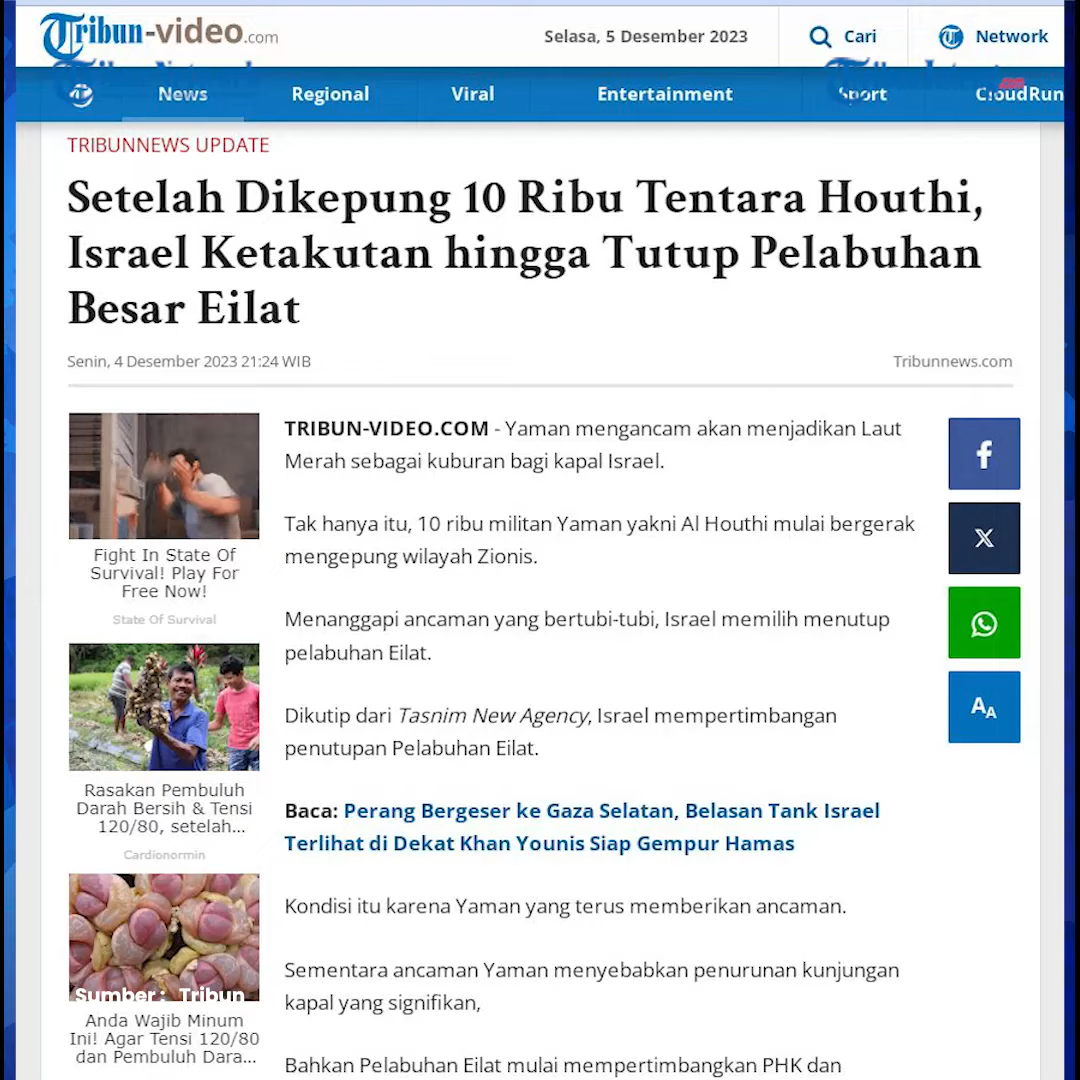 Tribun-video.com
Selasa, 5 Desember 2023
Cari
Network
News
Regional
Viral
Entertainment
Sport
CloudRun
TRIBUNNEWS UPDATE
Setelah Dikepung 10 Ribu Tentara Houthi,
Israel Ketakutan hingga Tutup Pelabuhan
Besar Eilat
Senin, 4 Desember 2023 21:24 WIB
Tribunnews.com
Fight In State Of
Survival! Play For
Free Now!
State Of Survival
Rasakan Pembuluh
Darah Bersih & Tensi
120/80, setelah...
Cardionormin
Sumber: Tribun
Anda Wajib Minum
Ini! Agar Tensi 120/80
dan Pembuluh Dara...
TRIBUN-VIDEO.COM - Yaman mengancam akan menjadikan Laut
Merah sebagai kuburan bagi kapal Israel.
Tak hanya itu, 10 ribu militan Yaman yakni Al Houthi mulai bergerak
mengepung wilayah Zionis.
Menanggapi ancaman yang bertubi-tubi, Israel memilih menutup
pelabuhan Eilat.
Dikutip dari Tasnim New Agency, Israel mempertimbangan
penutupan Pelabuhan Eilat.
Baca: Perang Bergeser ke Gaza Selatan, Belasan Tank Israel
Terlihat di Dekat Khan Younis Siap Gempur Hamas
Kondisi itu karena Yaman yang terus memberikan ancaman.
Sementara ancaman Yaman menyebabkan penurunan kunjungan
kapal yang signifikan,
Bahkan Pelabuhan Eilat mulai mempertimbangkan PHK dan
AA